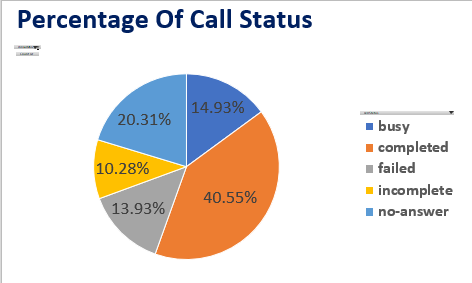 Percentage Of Call Status
14.93%
20.31%
10.28%
40.55%
13.93%
busy
completed
failed
incomplete
no-answer